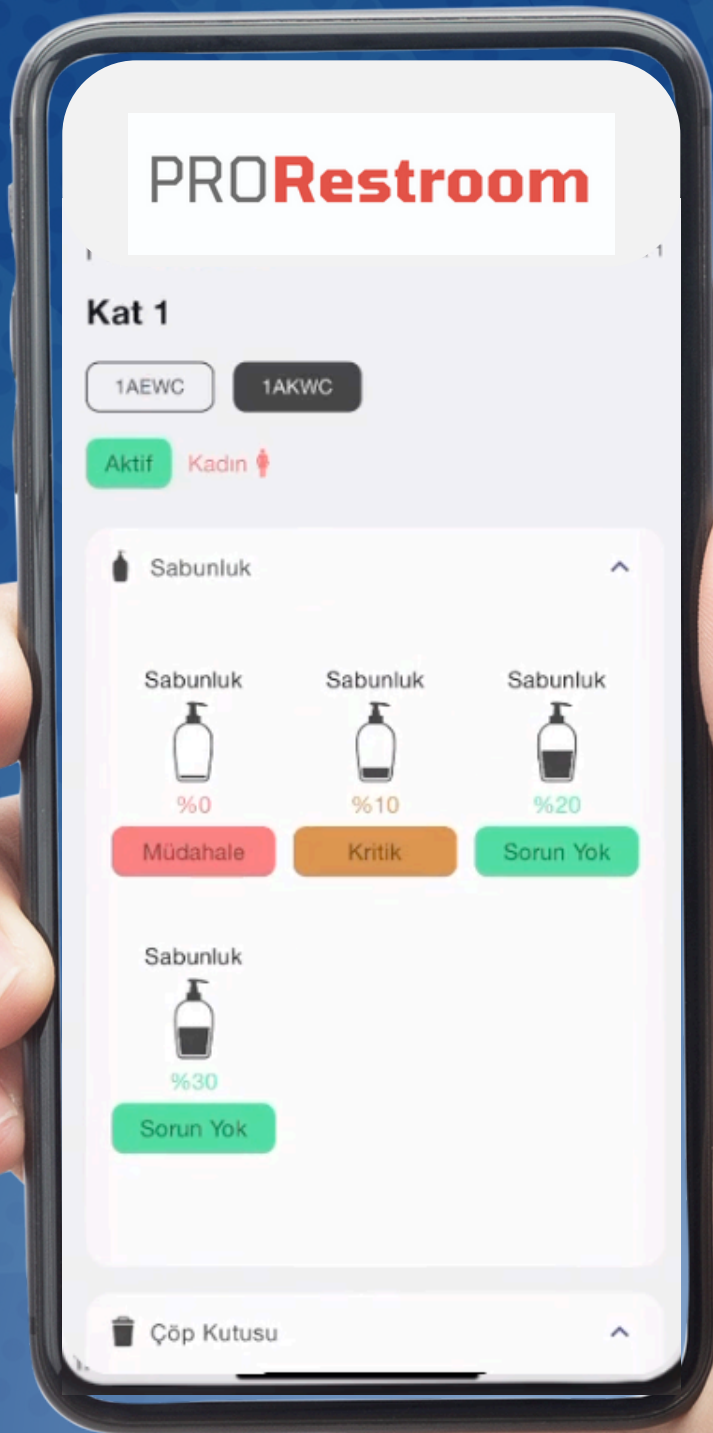 PRORestroom
1
Kat 1
1AEWC 1AKWC
Aktif Kadın
Sabunluk
Sabunluk Sabunluk Sabunluk
%0 %10 %20
Müdahale Kritik Sorun Yok
Sabunluk
%30
Sorun Yok
Çöp Kutusu